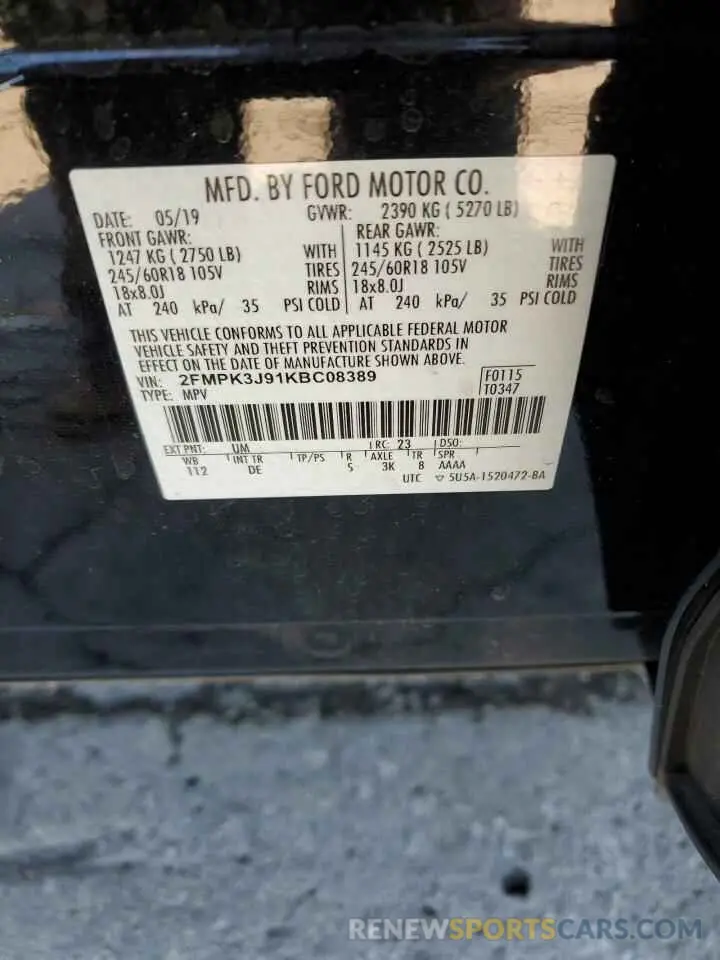 MFD. BY FORD MOTOR CO.
DATE: 05/19 GVWR: 2390 KG ( 5270 LB)
FRONT GAWR: REAR GAWR:
1247 KG ( 2750 LB) WITH 1145 KG ( 2525 LB) WITH
245/60R18 105V TIRES 245/60R18 105V TIRES
18x8.0J RIMS 18x8.0J RIMS
AT 240 kPa/ 35 PSI COLD AT 240 kPa/ 35 PSI COLD
THIS VEHICLE CONFORMS TO ALL APPLICABLE FEDERAL MOTOR
VEHICLE SAFETY AND THEFT PREVENTION STANDARDS IN
EFFECT ON THE DATE OF MANUFACTURE SHOWN ABOVE.
VIN: 2FMPK3J91KBC08389 F0115
TYPE: MPV T0347
EXT PNT: UM RC: 23 DSO:
WB INT TR TP/PS R AXLE TR SPR
112 DE 5 3K 8 AAAA
UTC ▽ 5U5A-1520472-BA
RENEWSPORTCARS.COM